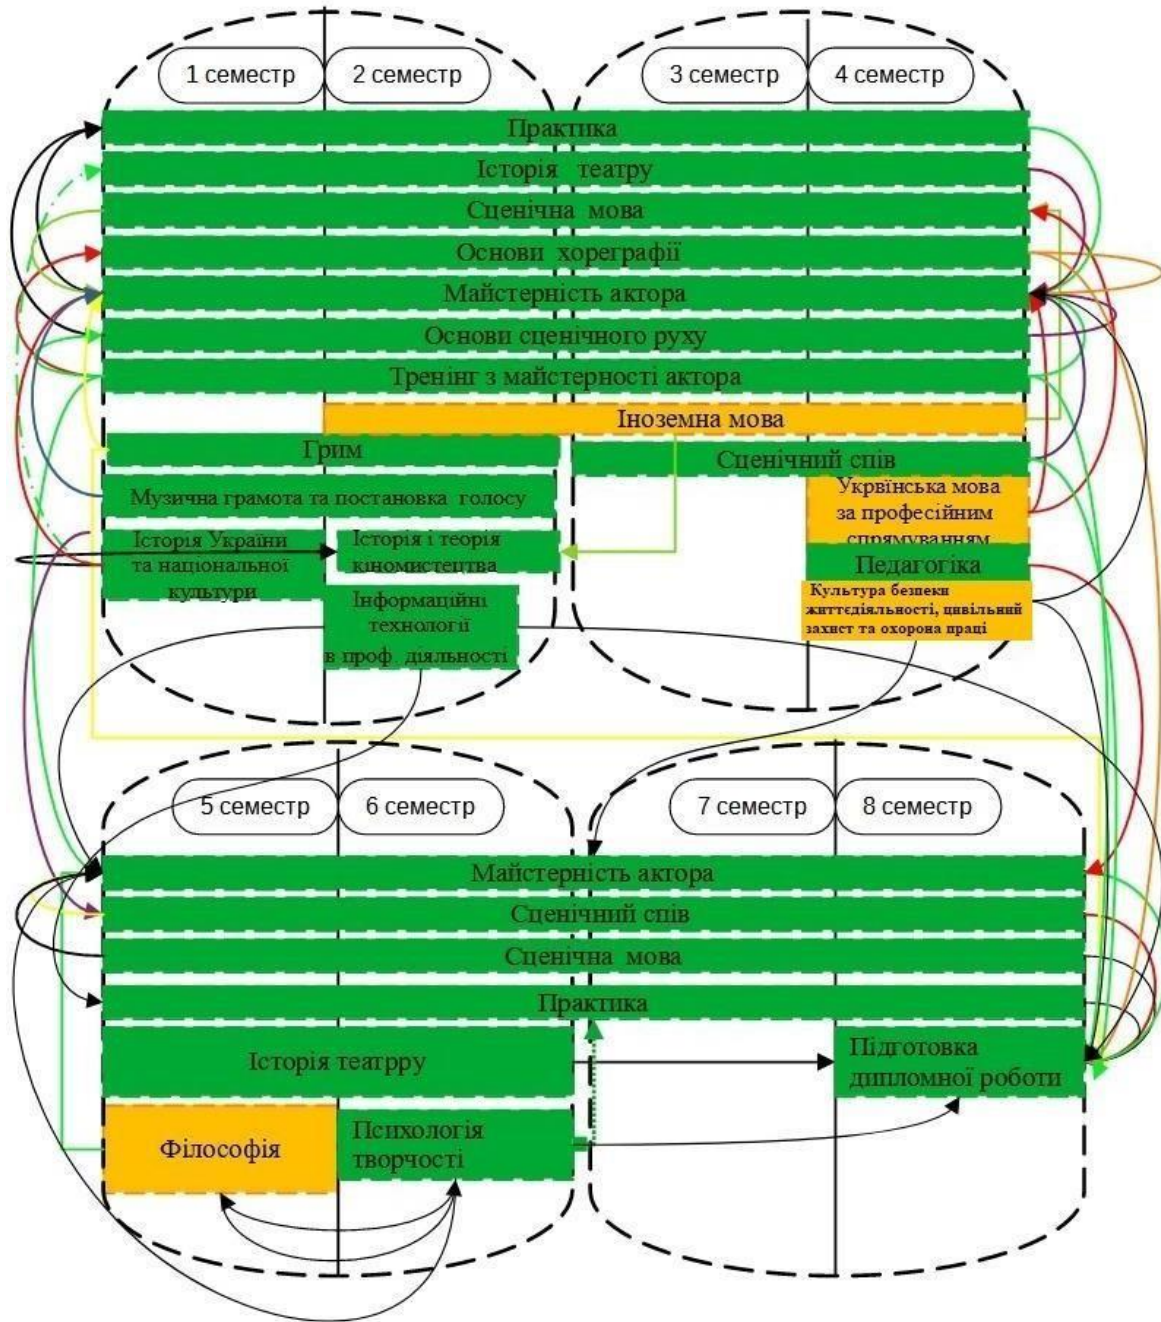 1 семестр
2 семестр
3 семестр
4 семестр
Практика
Історія театру
Сценічна мова
Основи хореграфії
Майстерність актора
Основи сценічного руху
Тренінг з майстерності актора
Іноземна мова
Грим
Сценічний спів
Музична грамота та постановка голосу
Укрвїнська мова
за професійним
спрямуванням
Історія України
та національної
культури
Історія і теорія
кіномистецтва
Педагогіка
Інформаційні
технології
в проф. діяльності
Культура безпеки
життєдіяльності, цивільний
захист та охорона праці
5 семестр
6 семестр
7 семестр
8 семестр
Майстерність актора
Сценічний спів
Сценічна мова
Практика
Історія театрру
Підготовка
дипломної роботи
Філософія
Психологія
творчості